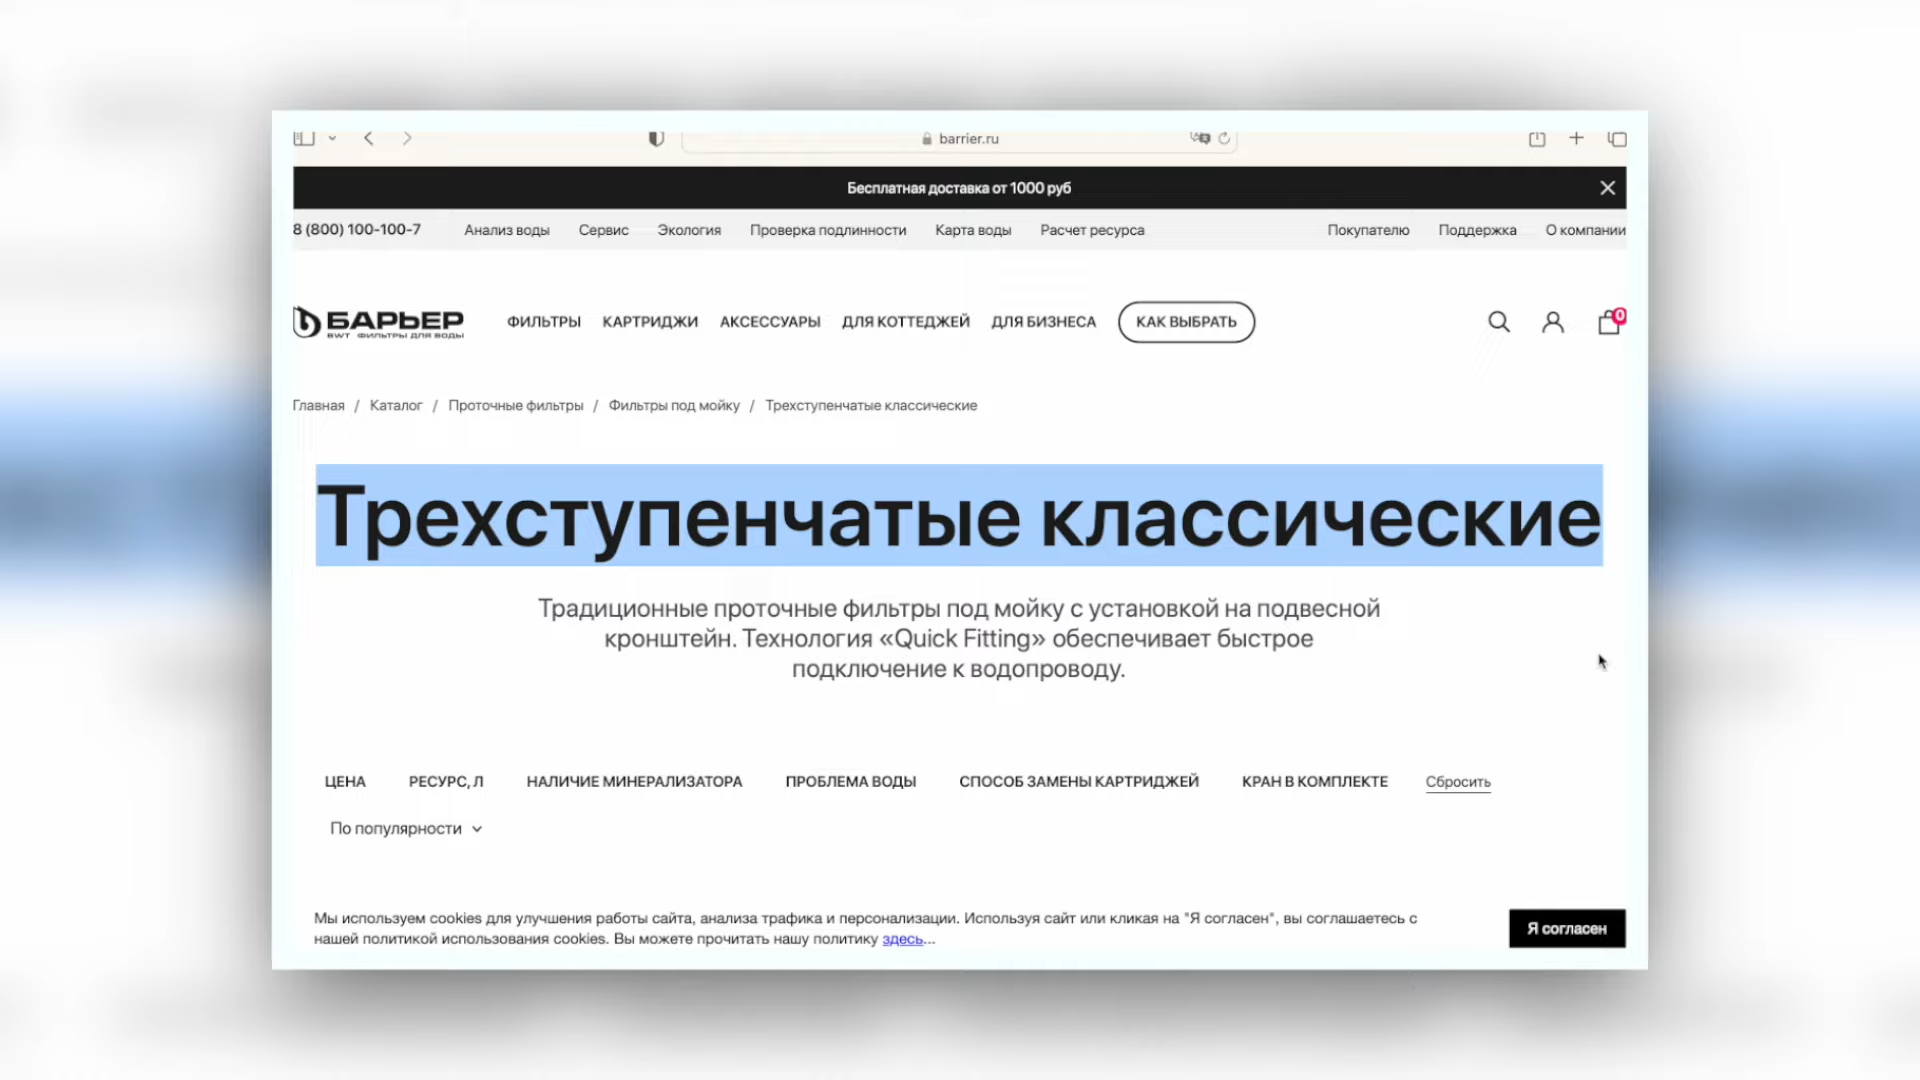 barrier.ru
Бесплатная доставка от 1000 руб
8 (800) 100-100-7 Анализ воды Сервис Экология Проверка подлинности Карта воды Расчет ресурса Покупателю Поддержка О компании
БАРЬЕР ФИЛЬТРЫ КАРТРИДЖИ АКСЕССУАРЫ ДЛЯ КОТТЕДЖЕЙ ДЛЯ БИЗНЕСА КАК ВЫБРАТЬ 0
BWT ФИЛЬТРЫ ДЛЯ ВОДЫ
Главная / Каталог / Проточные фильтры / Фильтры под мойку / Трехступенчатые классические
Трехступенчатые классические
Традиционные проточные фильтры под мойку с установкой на подвесной
кронштейн. Технология «Quick Fitting» обеспечивает быстрое
подключение к водопроводу.
ЦЕНА РЕСУРС, Л НАЛИЧИЕ МИНЕРАЛИЗАТОРА ПРОБЛЕМА ВОДЫ СПОСОБ ЗАМЕНЫ КАРТРИДЖЕЙ КРАН В КОМПЛЕКТЕ Сбросить
По популярности
Мы используем cookies для улучшения работы сайта, анализа трафика и персонализации. Используя сайт или кликая на "Я согласен", вы соглашаетесь с
нашей политикой использования cookies. Вы можете прочитать нашу политику здесь...
Я согласен